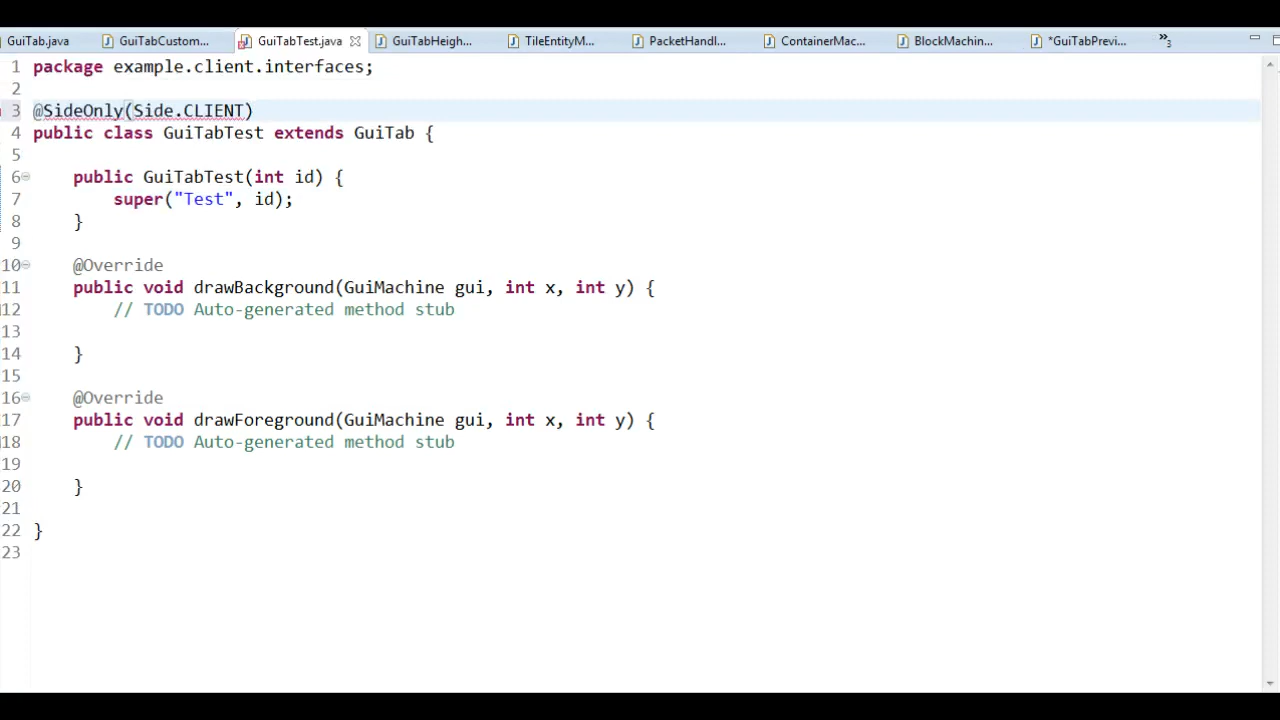 GuiTab.java GuiTabCustom... GuiTabTest.java GuiTabHeigh... TileEntityM... PacketHandl... ContainerMac... BlockMachin... *GuiTabPrevi... »3
1 package example.client.interfaces;
2
3 @SideOnly(Side.CLIENT)
4 public class GuiTabTest extends GuiTab {
5
6 public GuiTabTest(int id) {
7 super("Test", id);
8 }
9
10 @Override
11 public void drawBackground(GuiMachine gui, int x, int y) {
12 // TODO Auto-generated method stub
13
14 }
15
16 @Override
17 public void drawForeground(GuiMachine gui, int x, int y) {
18 // TODO Auto-generated method stub
19
20 }
21
22 }
23